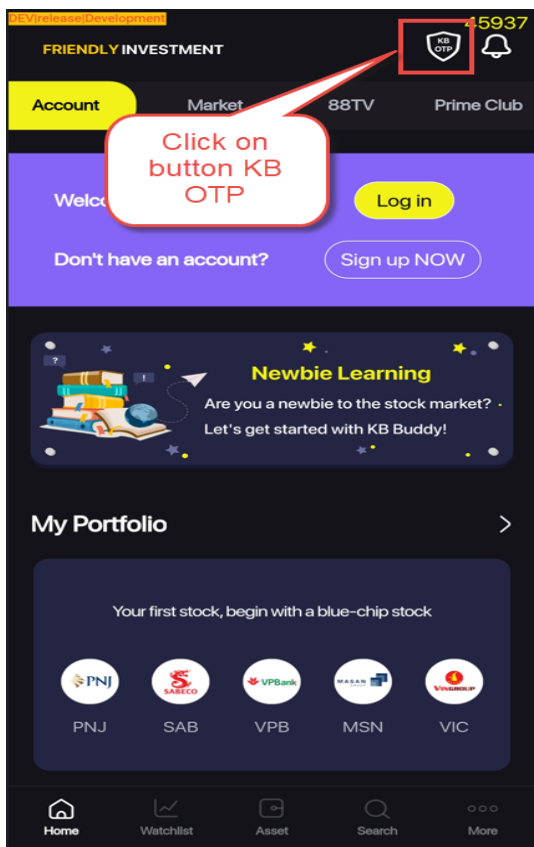 DEV|release|Development
45937
FRIENDLY INVESTMENT
KB
OTP
Account Market 88TV Prime Club
Click on
button KB
OTP
Log in
Don't have an account? Sign up NOW
?
!
Newbie Learning
Are you a newbie to the stock market?
Let's get started with KB Buddy!
My Portfolio
Your first stock, begin with a blue-chip stock
PNJ SABECO VPBank MASAN VINGROUP
PNJ SAB VPB MSN VIC
Home Watchlist Asset Search More